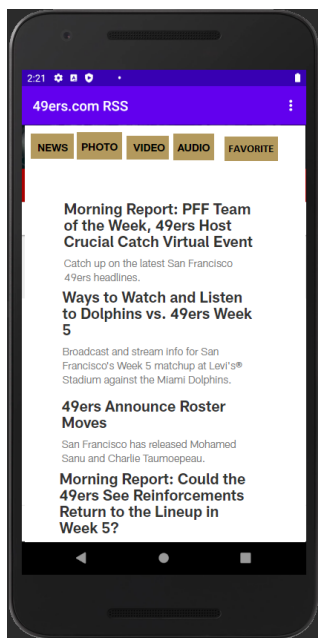 2:21
49ers.com RSS
NEWS PHOTO VIDEO AUDIO FAVORITE
Morning Report: PFF Team
of the Week, 49ers Host
Crucial Catch Virtual Event
Catch up on the latest San Francisco
49ers headlines.
Ways to Watch and Listen
to Dolphins vs. 49ers Week
5
Broadcast and stream info for San
Francisco's Week 5 matchup at Levi's®
Stadium against the Miami Dolphins.
49ers Announce Roster
Moves
San Francisco has released Mohamed
Sanu and Charlie Taumoepeau.
Morning Report: Could the
49ers See Reinforcements
Return to the Lineup in
Week 5?